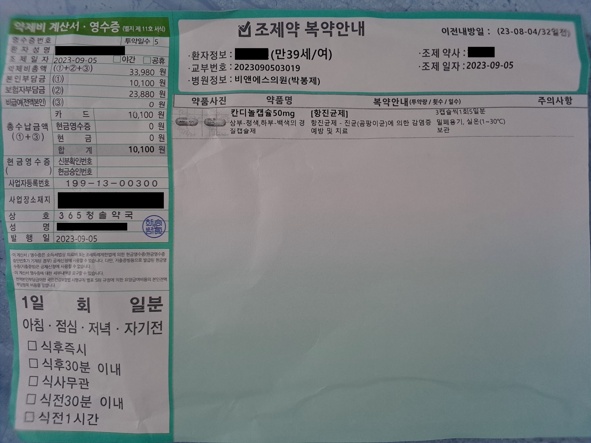 약제비 계산서·영수증 (별지 제11호 서식)
영수증번호 투약일수 5
환자성명
조제일자 2023-09-05 □야간 □공휴
약제비총액 (①+②+③) 33,980 원
본인부담금 (①) 10,100 원
보험자부담금 (②) 23,880 원
비급여(전액본인) (③) 0 원
총수납금액 (①+③)
카드 10,100 원
현금영수증 0 원
현금 0 원
합계 10,100 원
현금영수증 ( )
신분확인번호
현금승인번호
사업자등록번호 199-13-00300
사업장소재지
상호 365청솔약국
성명
발행일 2023-09-05
1일 회 일분
아침·점심·저녁·자기전
□ 식후즉시
□ 식후30분 이내
□ 식사무관
□ 식전30분 이내
□ 식전1시간
조제약 복약안내
이전내방일 : (23-08-04/32일전)
·환자정보 : (만39세/여)
·조제약사 :
·교부번호 : 2023090503019
·조제일자 : 2023-09-05
·병원정보 : 비앤에스의원(박봉제)
약품사진 약품명 복약안내(투약량 / 횟수 / 일수) 주의사항
칸디놀캡슐50mg [항진균제] 3캡슐씩1회5일분
상부-청색,하부-백색의 경질캡슐제
항진균제 - 진균(곰팡이균)에 의한 감염증 예방 및 치료
밀폐용기, 실온(1~30℃)보관